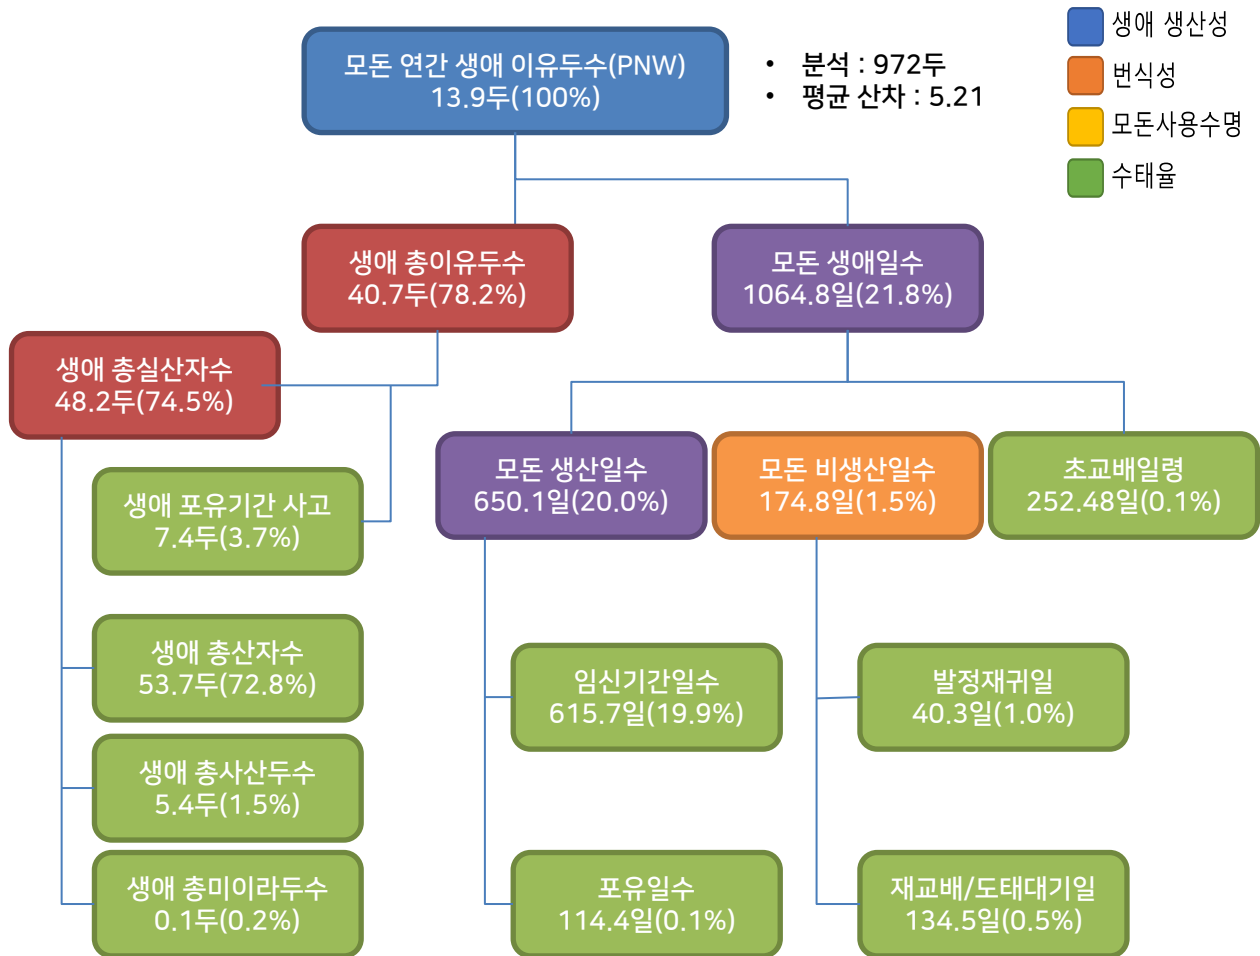 생애 생산성
번식성
모돈사용수명
수태율
모돈 연간 생애 이유두수(PNW)
13.9두(100%)
• 분석 : 972두
• 평균 산차 : 5.21
생애 총이유두수
40.7두(78.2%)
모돈 생애일수
1064.8일(21.8%)
생애 총실산자수
48.2두(74.5%)
모돈 생산일수
650.1일(20.0%)
모돈 비생산일수
174.8일(1.5%)
초교배일령
252.48일(0.1%)
생애 포유기간 사고
7.4두(3.7%)
생애 총산자수
53.7두(72.8%)
임신기간일수
615.7일(19.9%)
발정재귀일
40.3일(1.0%)
생애 총사산두수
5.4두(1.5%)
생애 총미이라두수
0.1두(0.2%)
포유일수
114.4일(0.1%)
재교배/도태대기일
134.5일(0.5%)